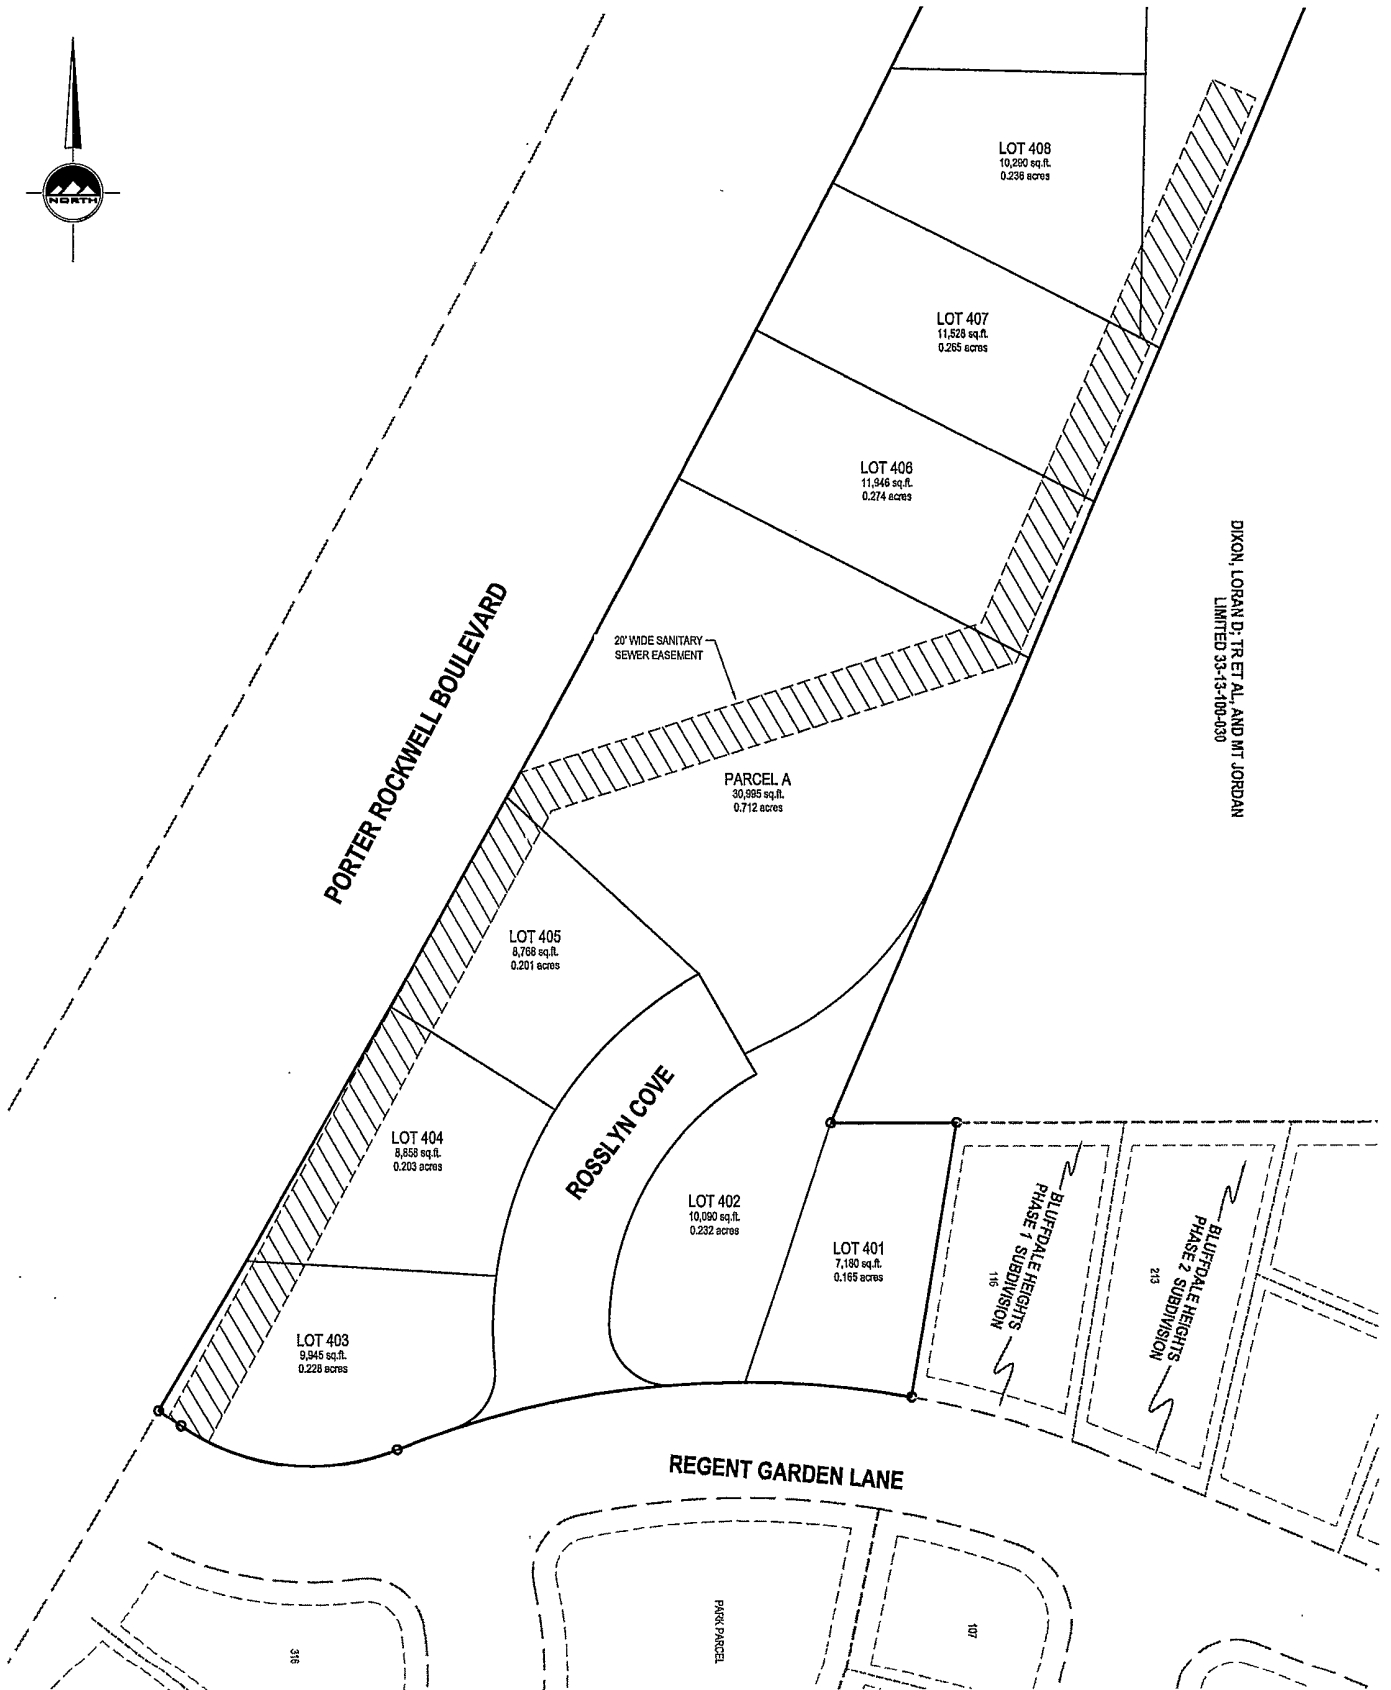 NORTH
LOT 408
10,290 sq.ft.
0.236 acres
LOT 407
11,528 sq.ft.
0.265 acres
LOT 406
11,946 sq.ft.
0.274 acres
DIXON, LORAN D; TR ET AL, AND MT JORDAN
LIMITED 33-13-100-030
20' WIDE SANITARY
SEWER EASEMENT
PORTER ROCKWELL BOULEVARD
PARCEL A
30,995 sq.ft.
0.712 acres
LOT 405
8,768 sq.ft.
0.201 acres
LOT 404
8,858 sq.ft.
0.203 acres
ROSSLYN COVE
LOT 402
10,090 sq.ft.
0.232 acres
LOT 401
7,180 sq.ft.
0.165 acres
BLUFFDALE HEIGHTS
PHASE 1 SUBDIVISION
116
BLUFFDALE HEIGHTS
PHASE 2 SUBDIVISION
213
LOT 403
9,945 sq.ft.
0.228 acres
REGENT GARDEN LANE
316
PARK PARCEL
107